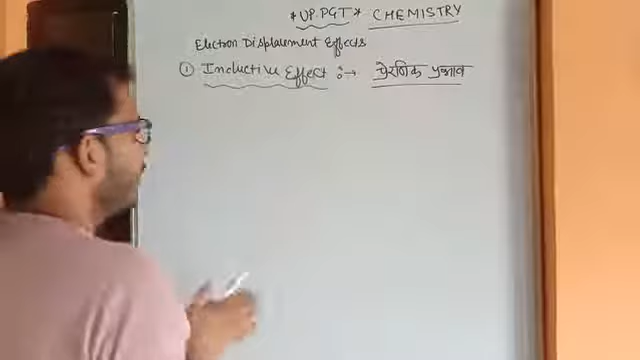 * UP. PGT * CHEMISTRY
Electron Displacement Effects
① Inductive Effect :→ प्रेरणिक प्रभाव